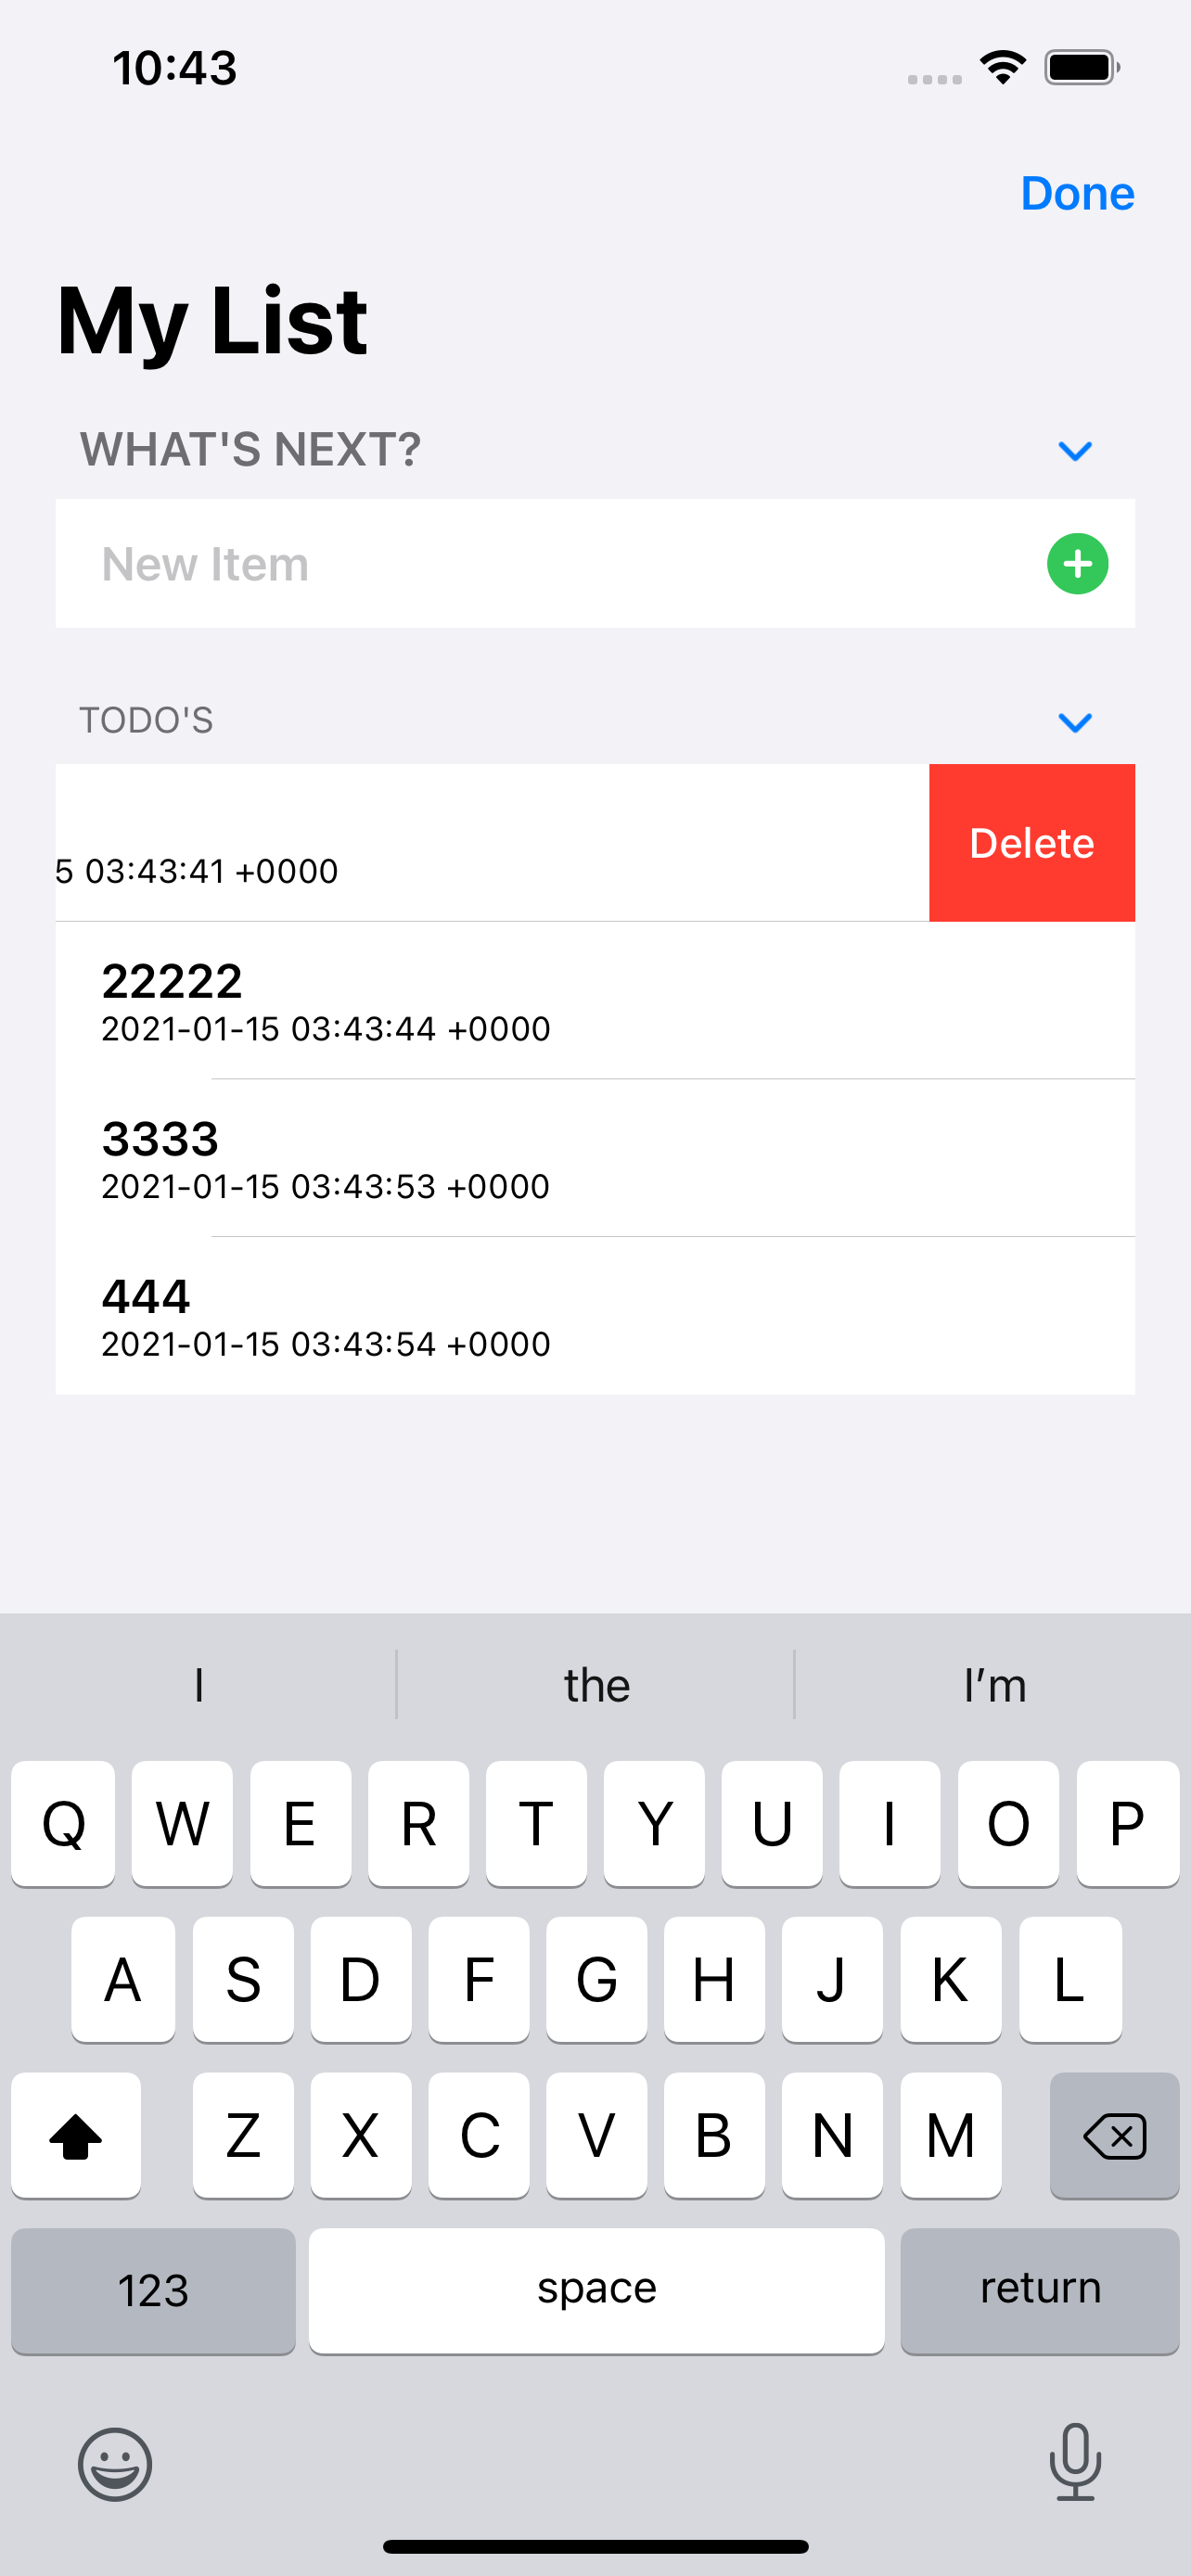 10:43
Done
My List
WHAT'S NEXT?
New Item
TODO'S
5 03:43:41 +0000
Delete
22222
2021-01-15 03:43:44 +0000
3333
2021-01-15 03:43:53 +0000
444
2021-01-15 03:43:54 +0000
I the I'm
Q W E R T Y U I O P
A S D F G H J K L
Z X C V B N M
123 space return